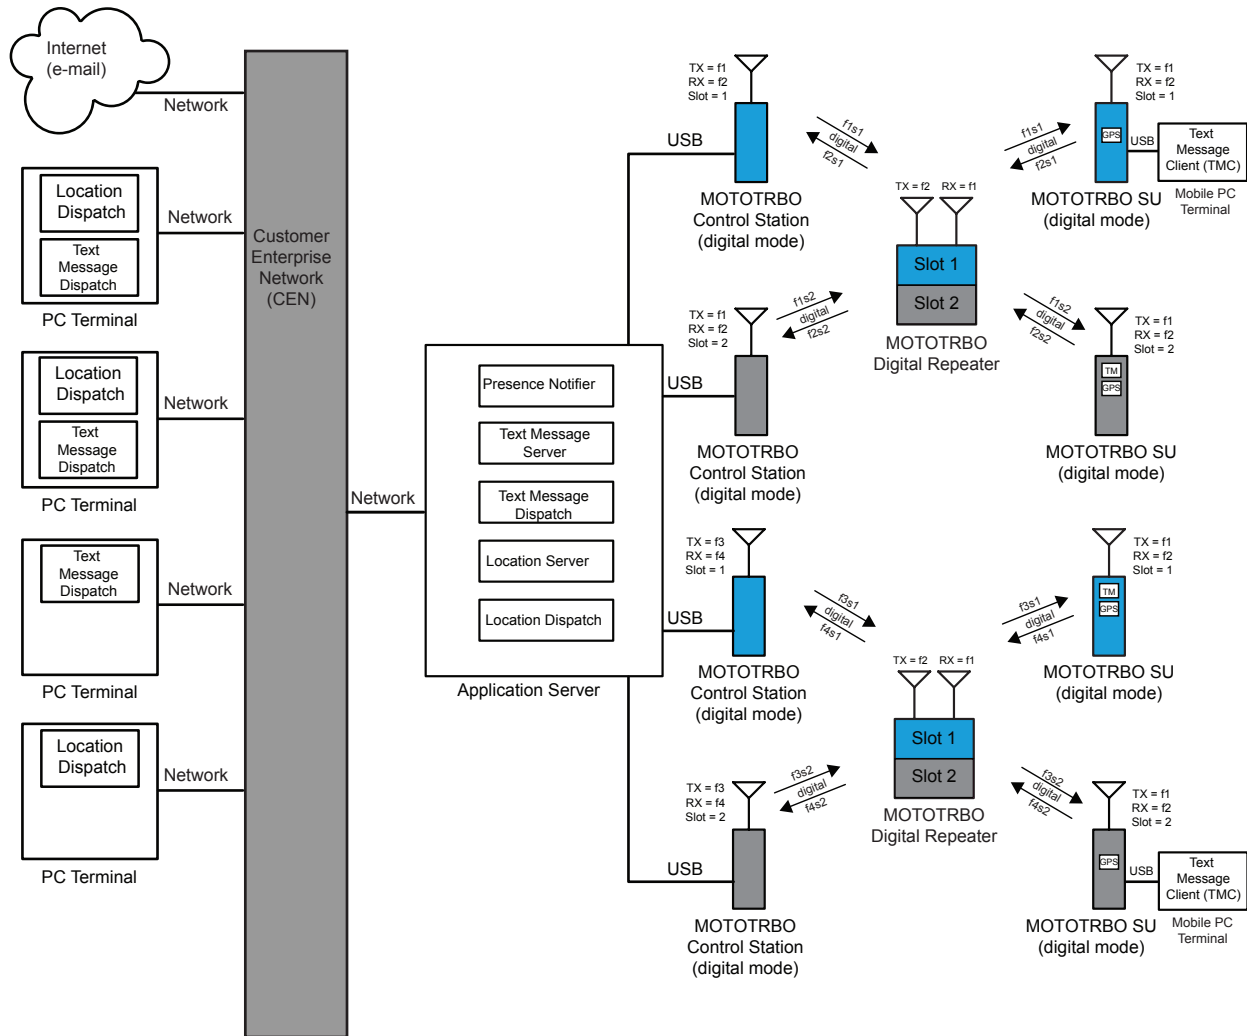 Internet
(e-mail)
Network
Location
Dispatch
Text
Message
Dispatch
PC Terminal
Network
Location
Dispatch
Text
Message
Dispatch
PC Terminal
Network
Text
Message
Dispatch
PC Terminal
Network
Location
Dispatch
PC Terminal
Network
Customer
Enterprise
Network
(CEN)
Network
Presence Notifier
Text Message
Server
Text Message
Dispatch
Location Server
Location Dispatch
Application Server
USB
TX = f1
RX = f2
Slot = 1
MOTOTRBO
Control Station
(digital mode)
f1s1
digital
f2s1
USB
TX = f1
RX = f2
Slot = 2
MOTOTRBO
Control Station
(digital mode)
f1s2
digital
f2s2
TX = f2
RX = f1
Slot 1
Slot 2
MOTOTRBO
Digital Repeater
f1s1
digital
f2s1
TX = f1
RX = f2
Slot = 1
GPS
USB
Text
Message
Client (TMC)
Mobile PC
Terminal
MOTOTRBO SU
(digital mode)
f1s2
digital
f2s2
TX = f1
RX = f2
Slot = 2
TM
GPS
MOTOTRBO SU
(digital mode)
USB
TX = f3
RX = f4
Slot = 1
MOTOTRBO
Control Station
(digital mode)
f3s1
digital
f4s1
USB
TX = f3
RX = f4
Slot = 2
MOTOTRBO
Control Station
(digital mode)
f3s2
digital
f4s2
TX = f2
RX = f1
Slot 1
Slot 2
MOTOTRBO
Digital Repeater
f3s1
digital
f4s1
TX = f1
RX = f2
Slot = 1
TM
GPS
MOTOTRBO SU
(digital mode)
f3s2
digital
f4s2
TX = f1
RX = f2
Slot = 2
GPS
USB
Text
Message
Client (TMC)
Mobile PC
Terminal
MOTOTRBO SU
(digital mode)